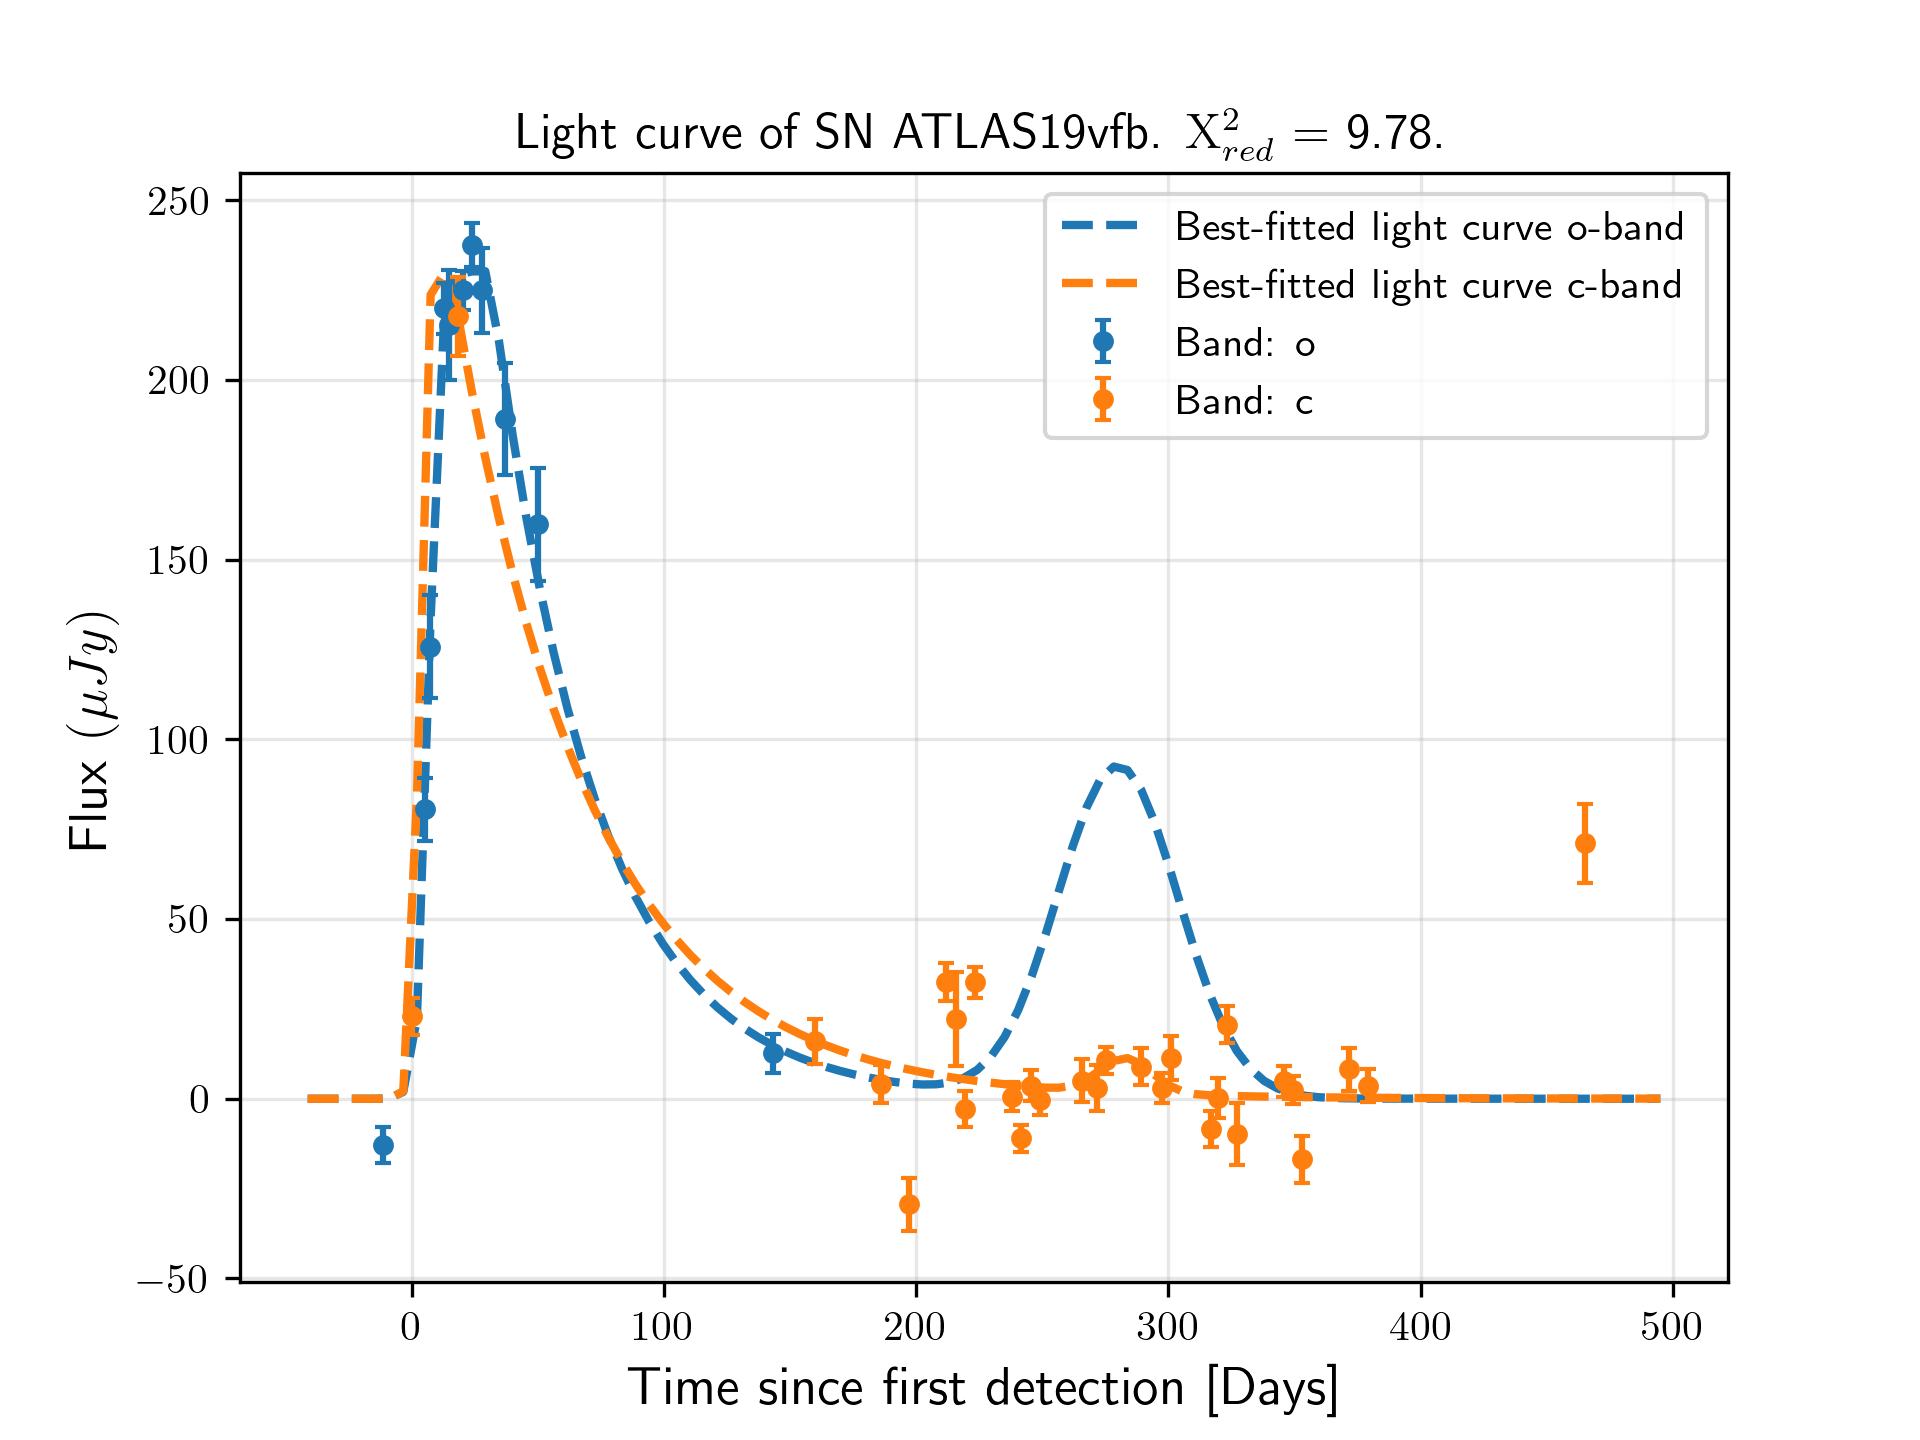 Light curve of SN ATLAS19vfb. X²_red = 9.78.
Best-fitted light curve o-band
Best-fitted light curve c-band
Band: o
Band: c
Flux (μJy)
250
200
150
100
50
0
−50
0 100 200 300 400 500
Time since first detection [Days]